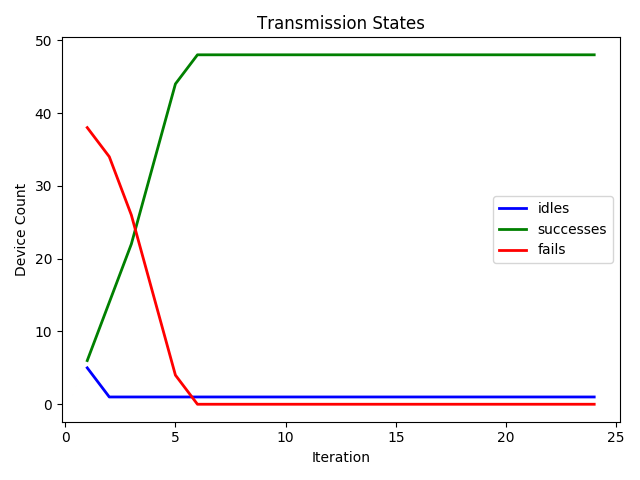 Transmission States
Device Count
50
40
30
20
10
0
idles
successes
fails
0 5 10 15 20 25
Iteration